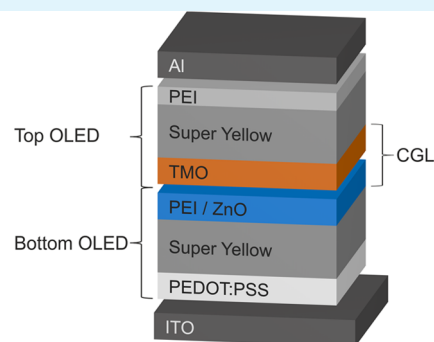 Al
PEI
Top OLED
Super Yellow
CGL
TMO
PEI / ZnO
Bottom OLED
Super Yellow
PEDOT:PSS
ITO